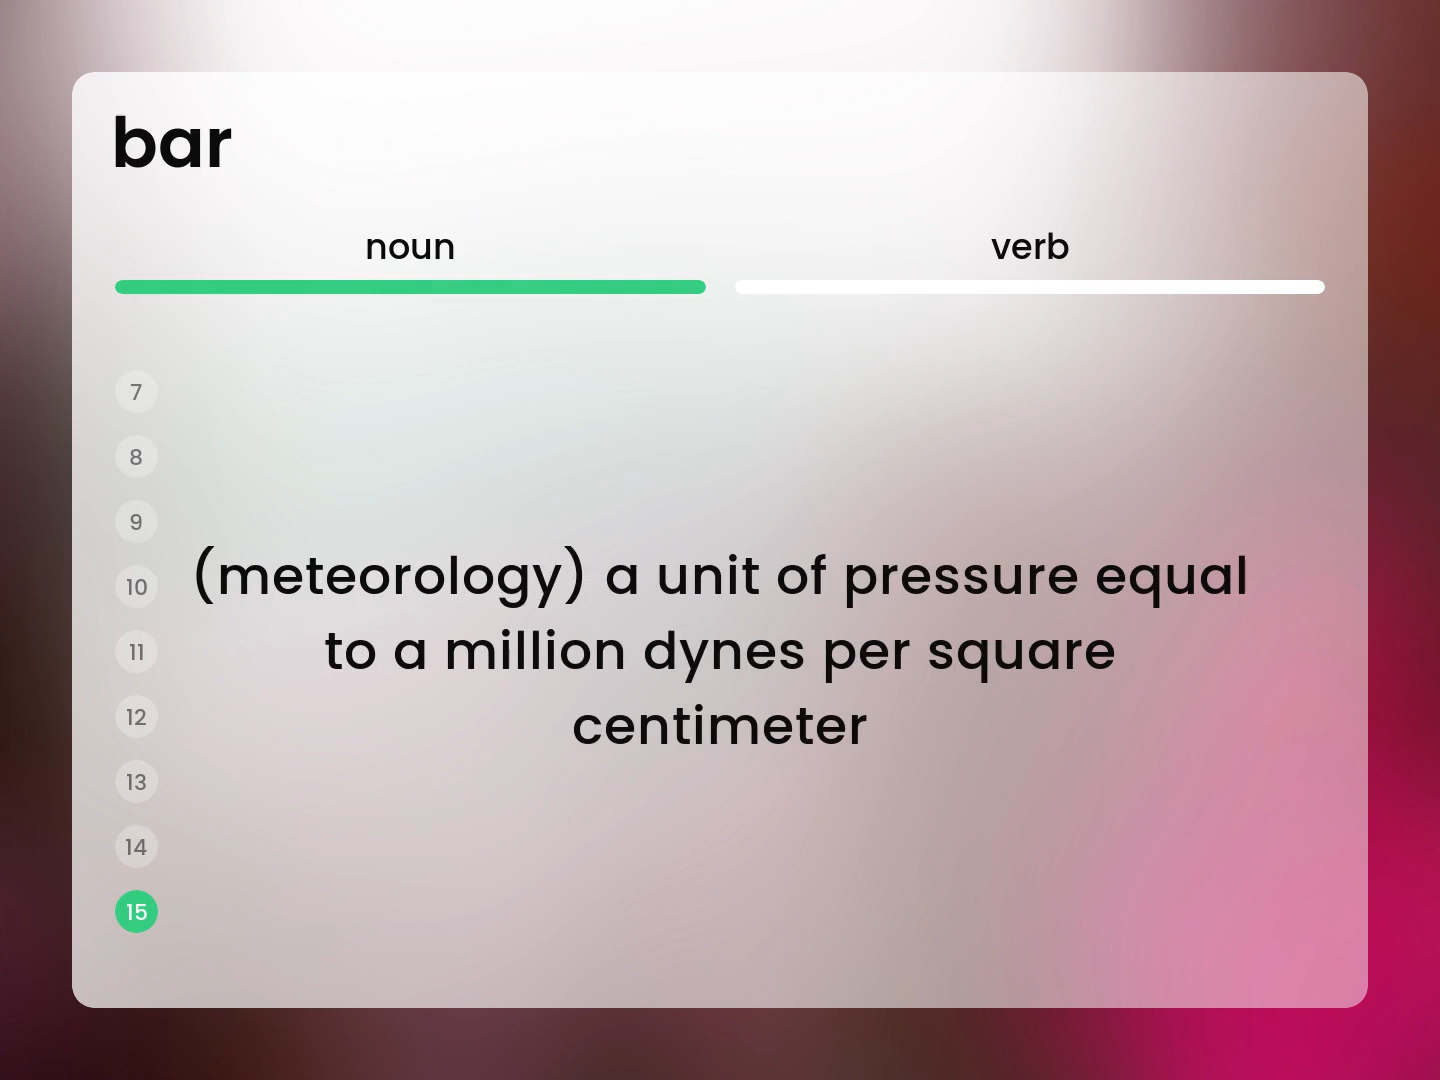 bar
noun
verb
7
8
9
10
11
12
13
14
15
(meteorology) a unit of pressure equal
to a million dynes per square
centimeter